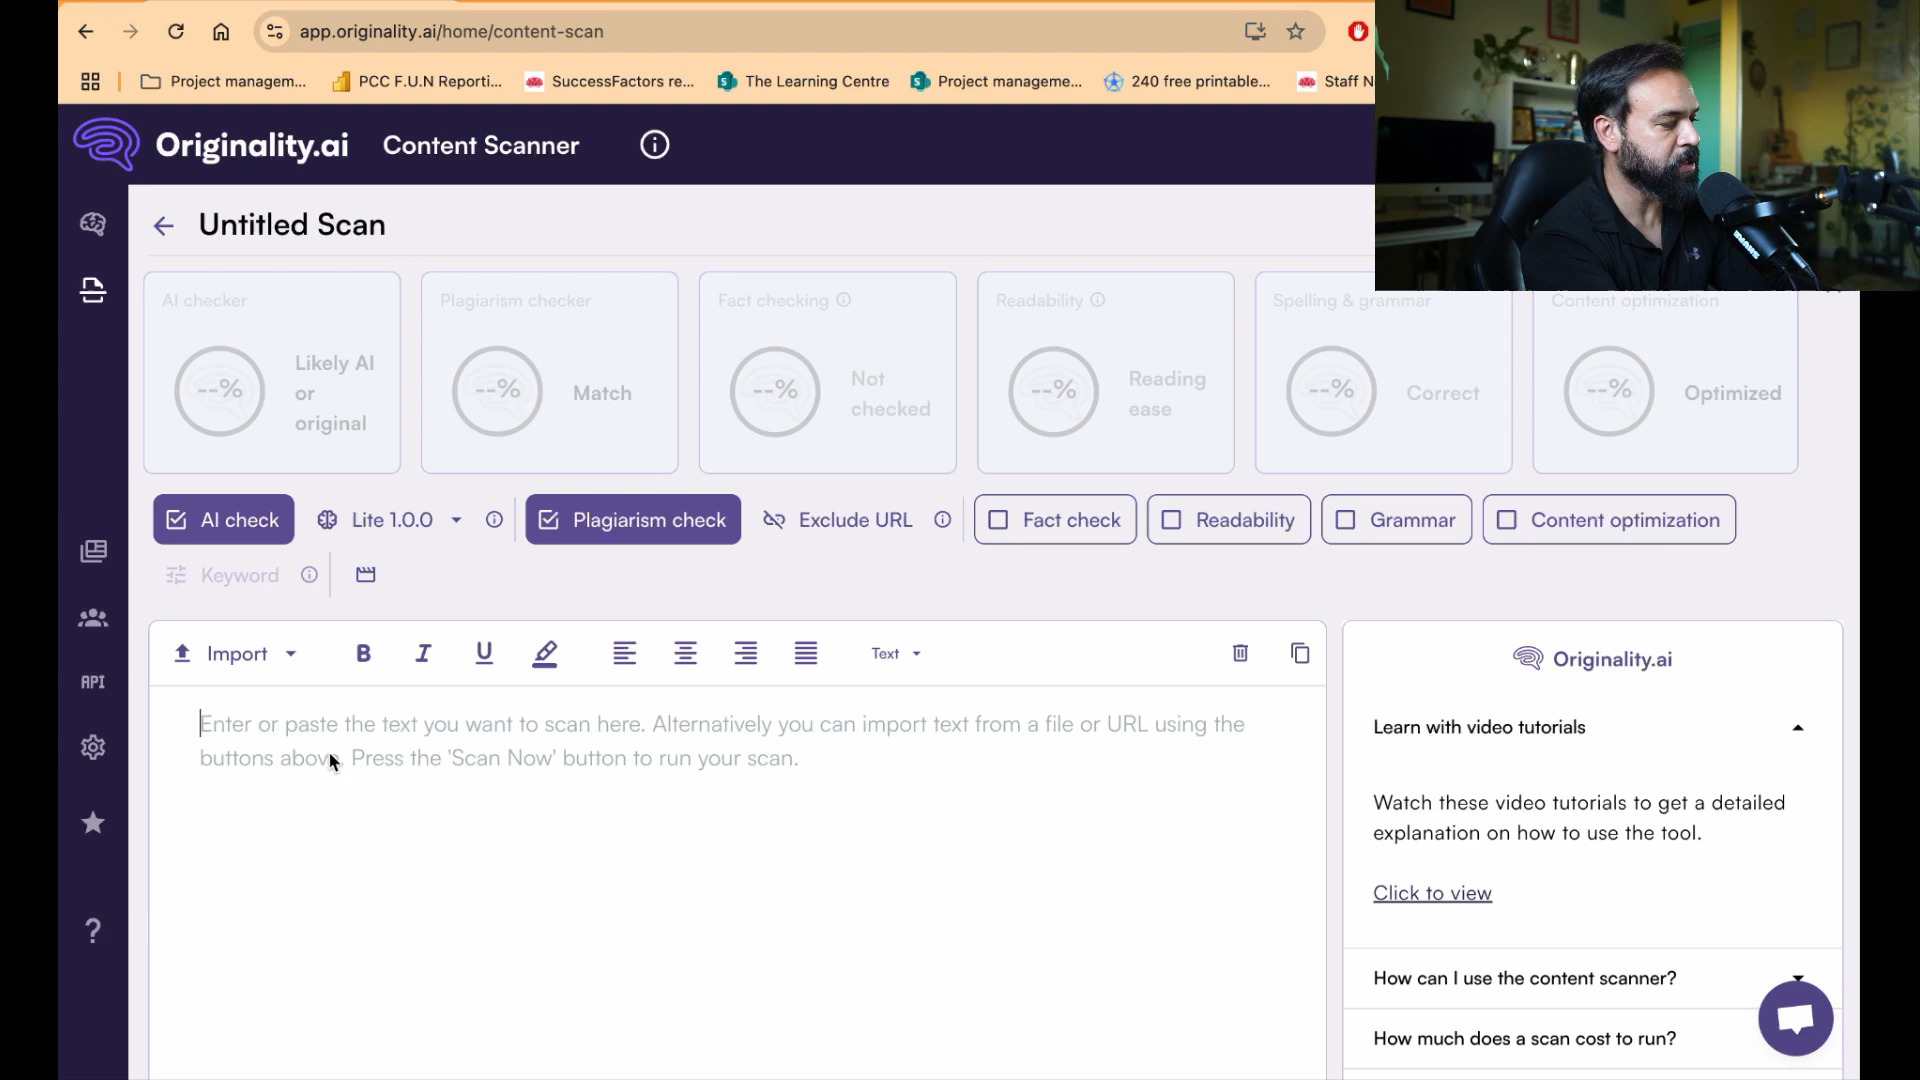 app.originality.ai/home/content-scan
Project managem...
PCC F.U.N Reporti...
SuccessFactors re...
The Learning Centre
Project manageme...
240 free printable...
Staff N
Originality.ai
Content Scanner
Untitled Scan
AI checker
Plagiarism checker
Fact checking
Readability
Spelling & grammar
Content optimization
--%
Likely AI
or
original
--%
Match
--%
Not
checked
--%
Reading
ease
--%
Correct
--%
Optimized
AI check
Lite 1.0.0
Plagiarism check
Exclude URL
Fact check
Readability
Grammar
Content optimization
Keyword
Import
B
I
U
Text
API
Enter or paste the text you want to scan here. Alternatively you can import text from a file or URL using the
buttons above. Press the 'Scan Now' button to run your scan.
Originality.ai
Learn with video tutorials
Watch these video tutorials to get a detailed
explanation on how to use the tool.
Click to view
How can I use the content scanner?
How much does a scan cost to run?